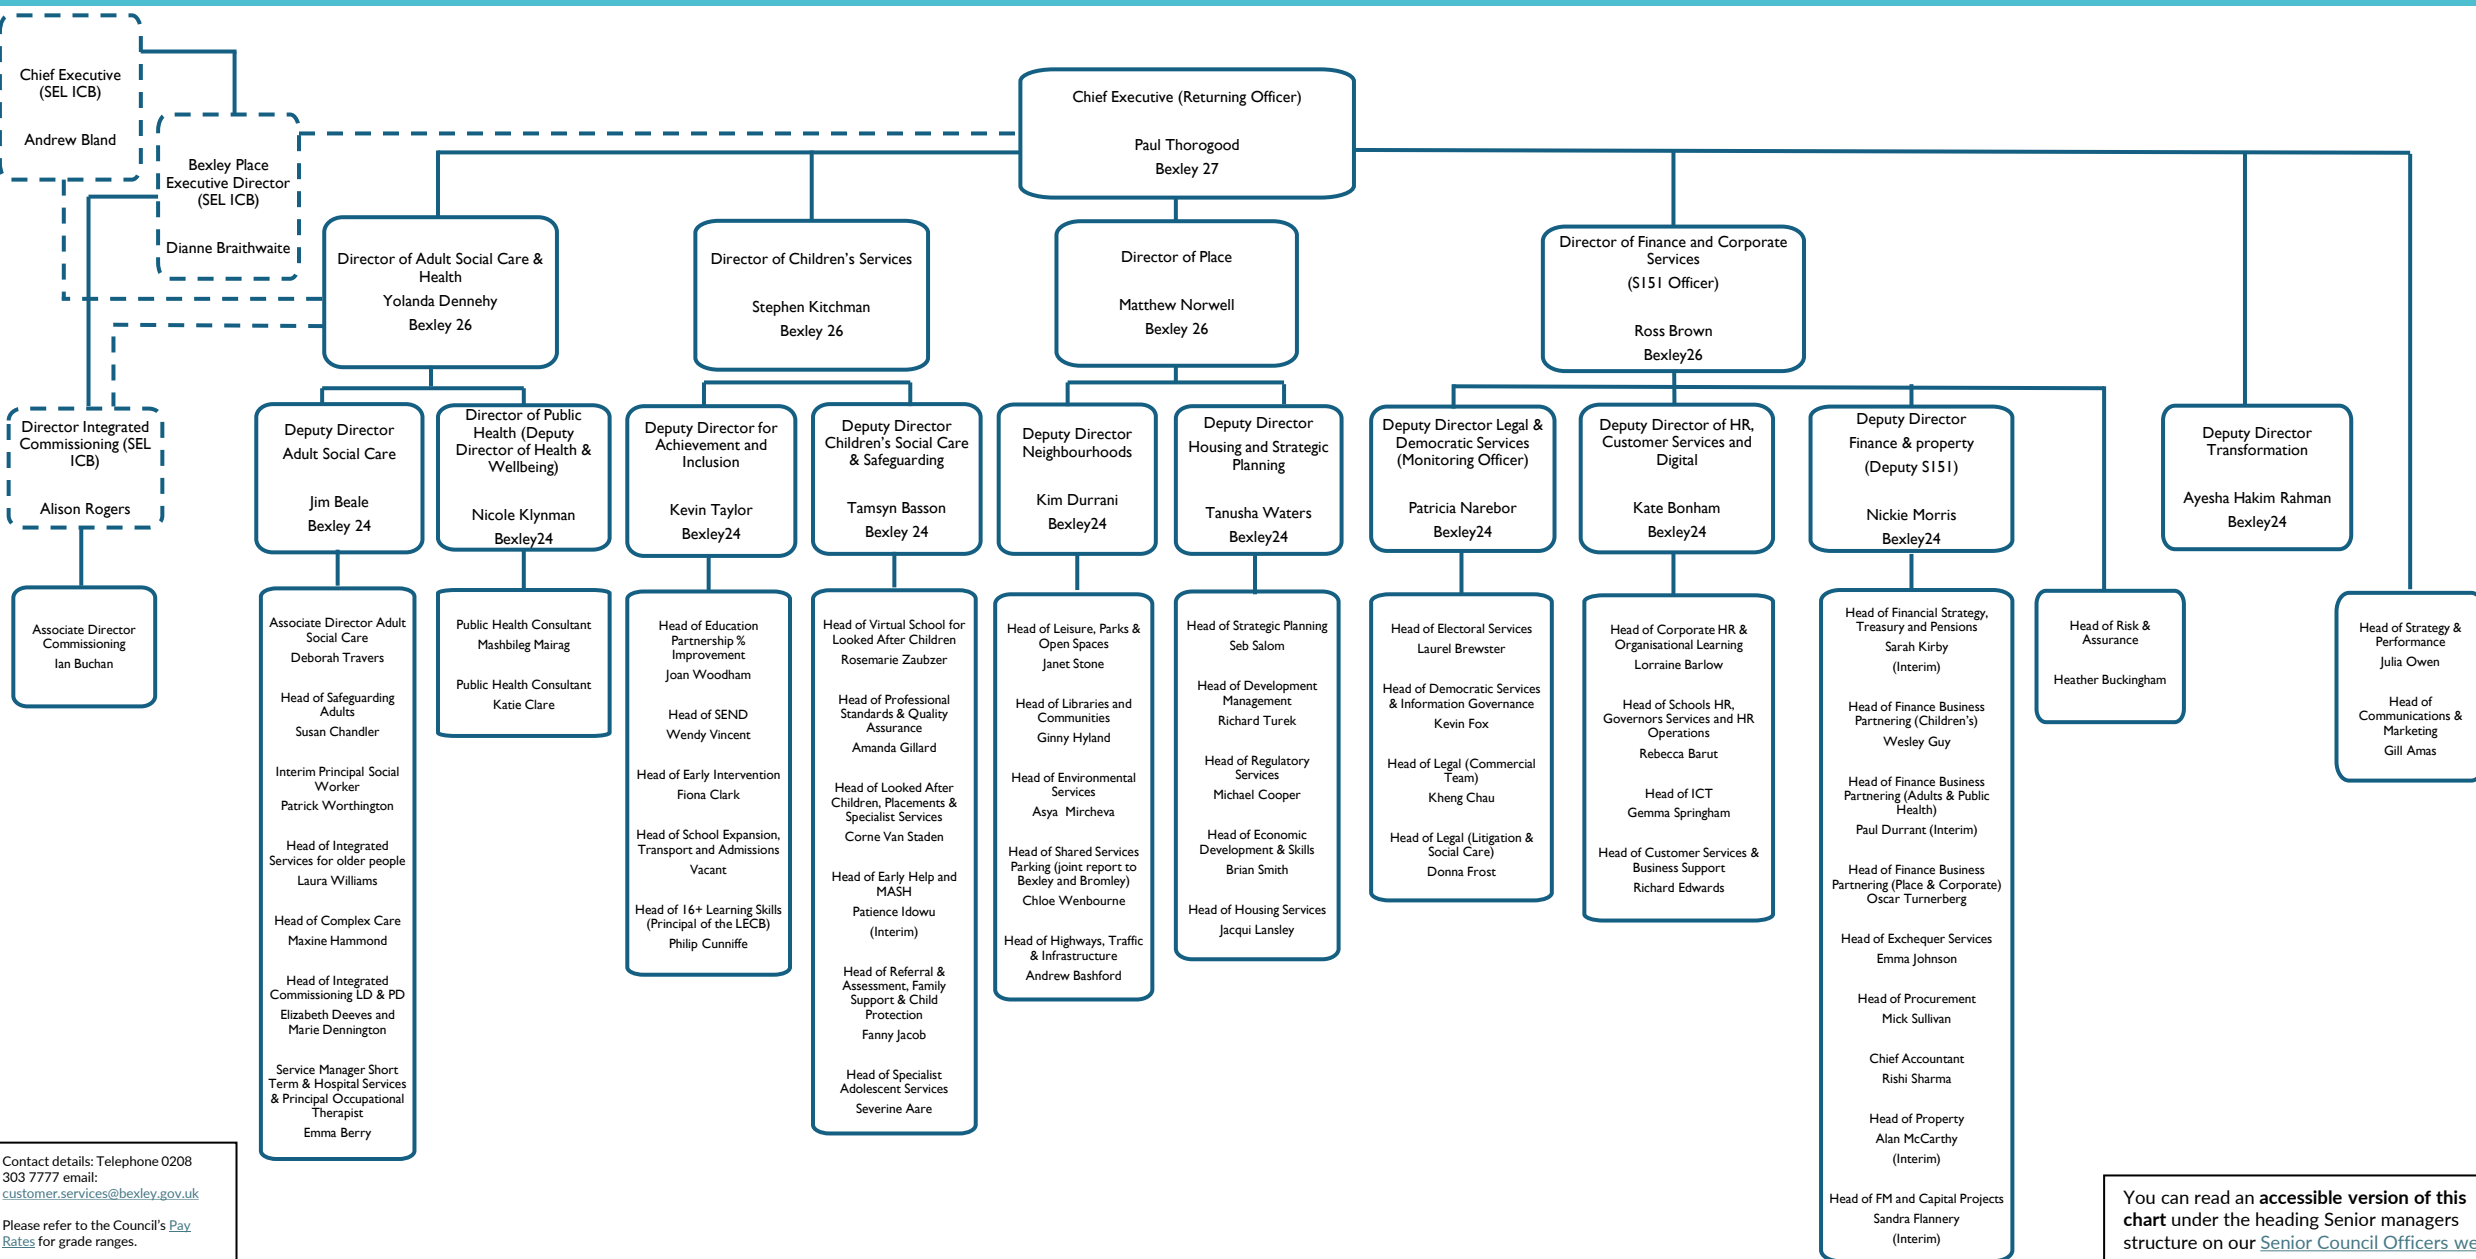 Chief Executive
(SEL ICB)
Andrew Bland
Bexley Place
Executive Director
(SEL ICB)
Dianne Braithwaite
Chief Executive (Returning Officer)
Paul Thorogood
Bexley 27
Director of Adult Social Care &
Health
Yolanda Dennehy
Bexley 26
Director of Children's Services
Stephen Kitchman
Bexley 26
Director of Place
Matthew Norwell
Bexley 26
Director of Finance and Corporate
Services
(S151 Officer)
Ross Brown
Bexley26
Director Integrated
Commissioning (SEL
ICB)
Alison Rogers
Deputy Director
Adult Social Care
Jim Beale
Bexley 24
Director of Public
Health (Deputy
Director of Health &
Wellbeing)
Nicole Klynman
Bexley24
Deputy Director for
Achievement and
Inclusion
Kevin Taylor
Bexley24
Deputy Director
Children's Social Care
& Safeguarding
Tamsyn Basson
Bexley 24
Deputy Director
Neighbourhoods
Kim Durrani
Bexley24
Deputy Director
Housing and Strategic
Planning
Tanusha Waters
Bexley24
Deputy Director Legal &
Democratic Services
(Monitoring Officer)
Patricia Narebor
Bexley24
Deputy Director of HR,
Customer Services and
Digital
Kate Bonham
Bexley24
Deputy Director
Finance & property
(Deputy S151)
Nickie Morris
Bexley24
Deputy Director
Transformation
Ayesha Hakim Rahman
Bexley24
Associate Director
Commissioning
Ian Buchan
Associate Director Adult
Social Care
Deborah Travers
Head of Safeguarding
Adults
Susan Chandler
Interim Principal Social
Worker
Patrick Worthington
Head of Integrated
Services for older people
Laura Williams
Head of Complex Care
Maxine Hammond
Head of Integrated
Commissioning LD & PD
Elizabeth Deeves and
Marie Dennington
Service Manager Short
Term & Hospital Services
& Principal Occupational
Therapist
Emma Berry
Public Health Consultant
Mashbileg Mairag
Public Health Consultant
Katie Clare
Head of Education
Partnership %
Improvement
Joan Woodham
Head of SEND
Wendy Vincent
Head of Early Intervention
Fiona Clark
Head of School Expansion,
Transport and Admissions
Vacant
Head of 16+ Learning Skills
(Principal of the LECB)
Philip Cunniffe
Head of Virtual School for
Looked After Children
Rosemarie Zaubzer
Head of Professional
Standards & Quality
Assurance
Amanda Gillard
Head of Looked After
Children, Placements &
Specialist Services
Corne Van Staden
Head of Early Help and
MASH
Patience Idowu
(Interim)
Head of Referral &
Assessment, Family
Support & Child
Protection
Fanny Jacob
Head of Specialist
Adolescent Services
Severine Aare
Head of Leisure, Parks &
Open Spaces
Janet Stone
Head of Libraries and
Communities
Ginny Hyland
Head of Environmental
Services
Asya Mircheva
Head of Shared Services
Parking (joint report to
Bexley and Bromley)
Chloe Wenbourne
Head of Highways, Traffic
& Infrastructure
Andrew Bashford
Head of Strategic Planning
Seb Salom
Head of Development
Management
Richard Turek
Head of Regulatory
Services
Michael Cooper
Head of Economic
Development & Skills
Brian Smith
Head of Housing Services
Jacqui Lansley
Head of Electoral Services
Laurel Brewster
Head of Democratic Services
& Information Governance
Kevin Fox
Head of Legal (Commercial
Team)
Kheng Chau
Head of Legal (Litigation &
Social Care)
Donna Frost
Head of Corporate HR &
Organisational Learning
Lorraine Barlow
Head of Schools HR,
Governors Services and HR
Operations
Rebecca Barut
Head of ICT
Gemma Springham
Head of Customer Services &
Business Support
Richard Edwards
Head of Financial Strategy,
Treasury and Pensions
Sarah Kirby
(Interim)
Head of Finance Business
Partnering (Children's)
Wesley Guy
Head of Finance Business
Partnering (Adults & Public
Health)
Paul Durrant (Interim)
Head of Finance Business
Partnering (Place & Corporate)
Oscar Turnerberg
Head of Exchequer Services
Emma Johnson
Head of Procurement
Mick Sullivan
Chief Accountant
Rishi Sharma
Head of Property
Alan McCarthy
(Interim)
Head of FM and Capital Projects
Sandra Flannery
(Interim)
Head of Risk &
Assurance
Heather Buckingham
Head of Strategy &
Performance
Julia Owen
Head of
Communications &
Marketing
Gill Amas
Contact details: Telephone 0208
303 7777 email:
customer.services@bexley.gov.uk
Please refer to the Council's Pay
Rates for grade ranges.
You can read an accessible version of this
chart under the heading Senior managers
structure on our Senior Council Officers we